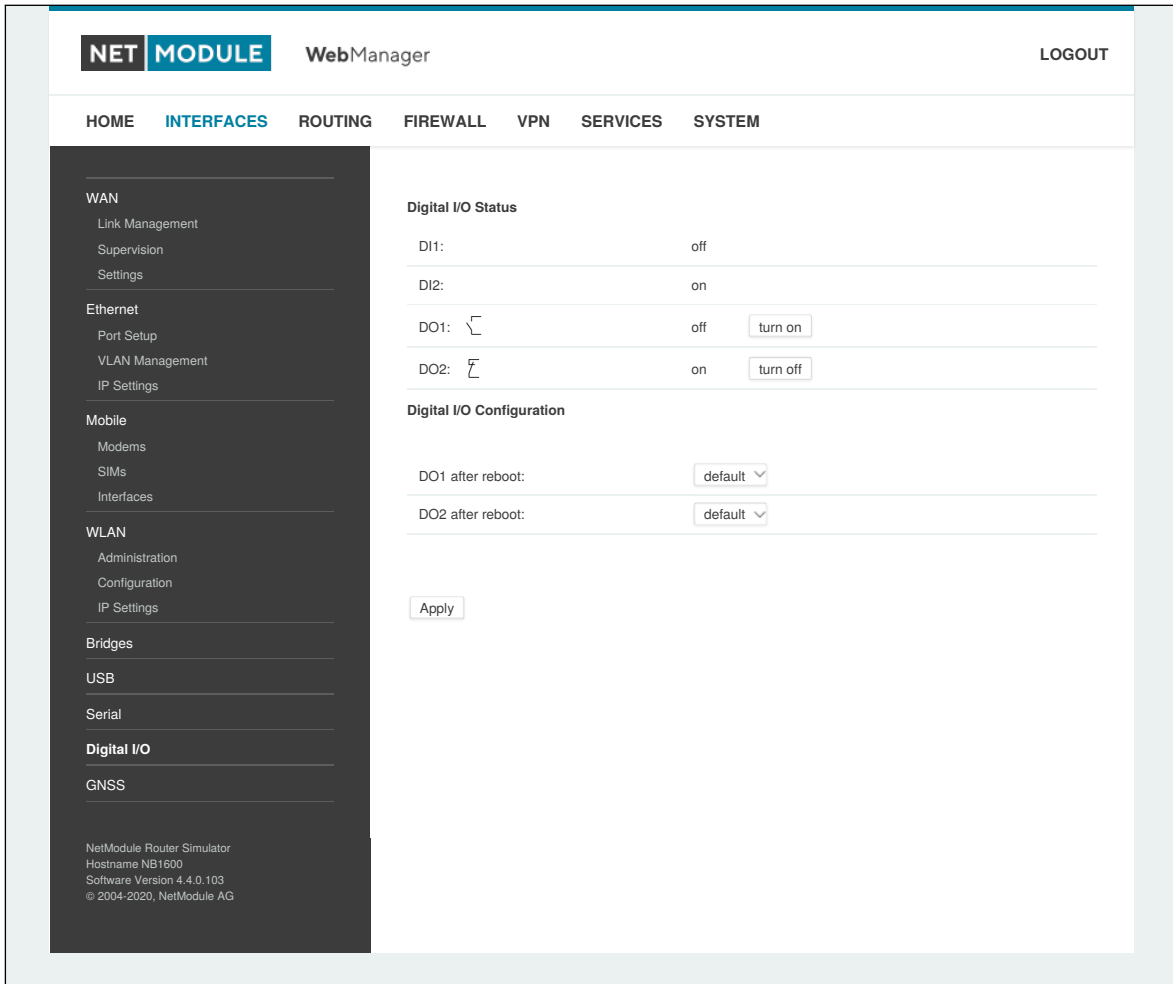 NET MODULE WebManager LOGOUT
HOME INTERFACES ROUTING FIREWALL VPN SERVICES SYSTEM
WAN
Link Management
Supervision
Settings
Ethernet
Port Setup
VLAN Management
IP Settings
Mobile
Modems
SIMs
Interfaces
WLAN
Administration
Configuration
IP Settings
Bridges
USB
Serial
Digital I/O
GNSS
NetModule Router Simulator
Hostname NB1600
Software Version 4.4.0.103
© 2004-2020, NetModule AG
Digital I/O Status
DI1: off
DI2: on
DO1: off turn on
DO2: on turn off
Digital I/O Configuration
DO1 after reboot: default
DO2 after reboot: default
Apply